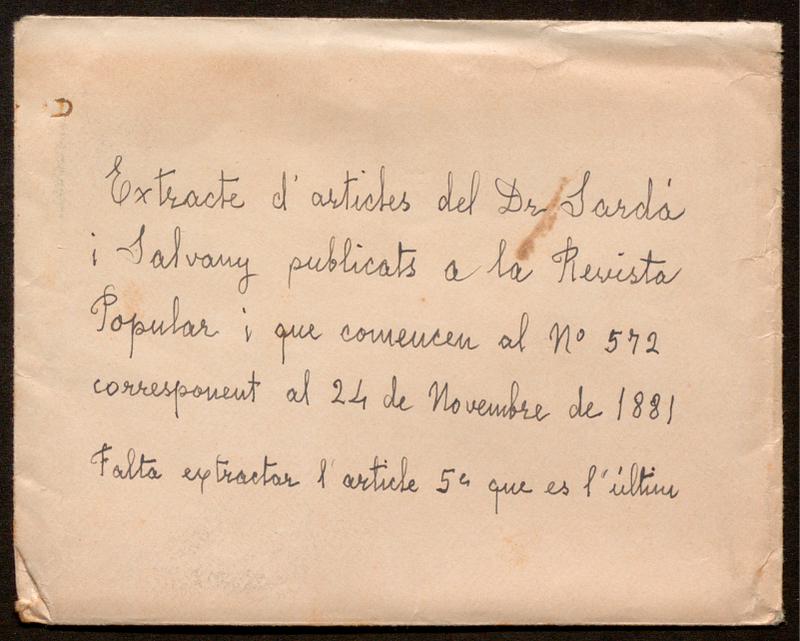 Extracte d'articles del Dr Sardá
i Salvany publicats a la Revista
Popular i que comencen al Nº 572
corresponent al 24 de Novembre de 1881
Falta extractar l'article 5è que es l'últim